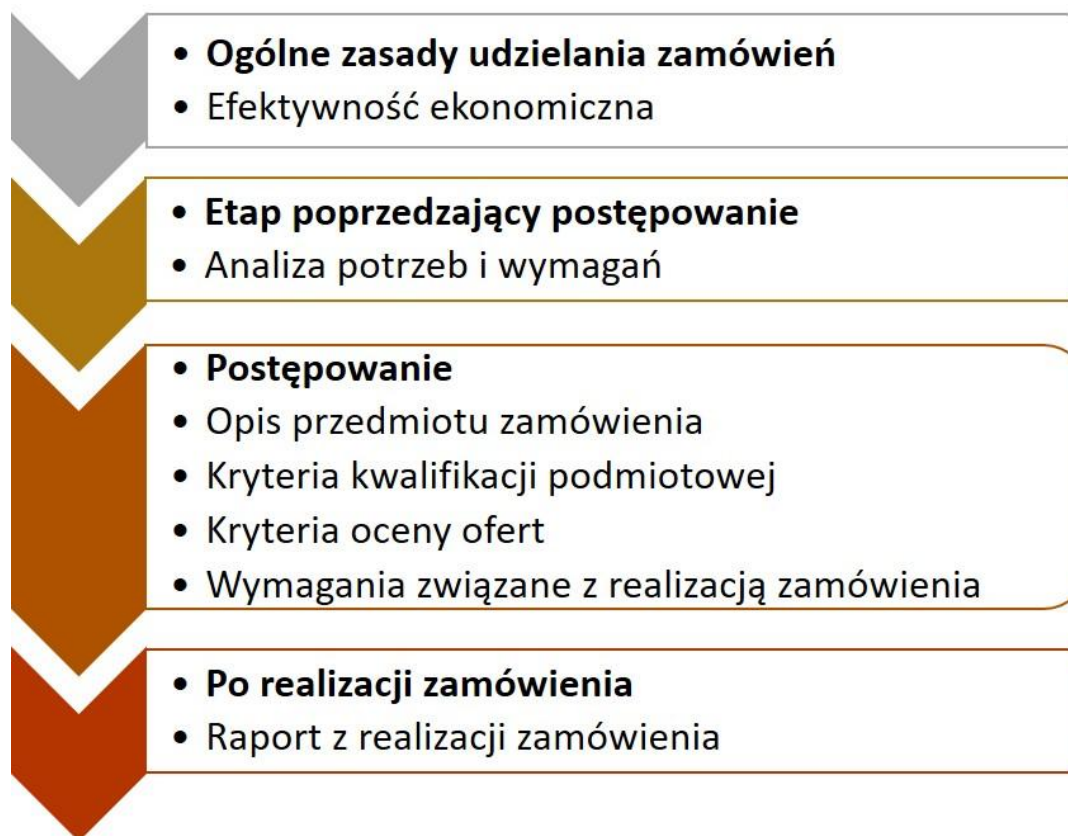 • Ogólne zasady udzielania zamówień
• Efektywność ekonomiczna
• Etap poprzedzający postępowanie
• Analiza potrzeb i wymagań
• Postępowanie
• Opis przedmiotu zamówienia
• Kryteria kwalifikacji podmiotowej
• Kryteria oceny ofert
• Wymagania związane z realizacją zamówienia
• Po realizacji zamówienia
• Raport z realizacji zamówienia